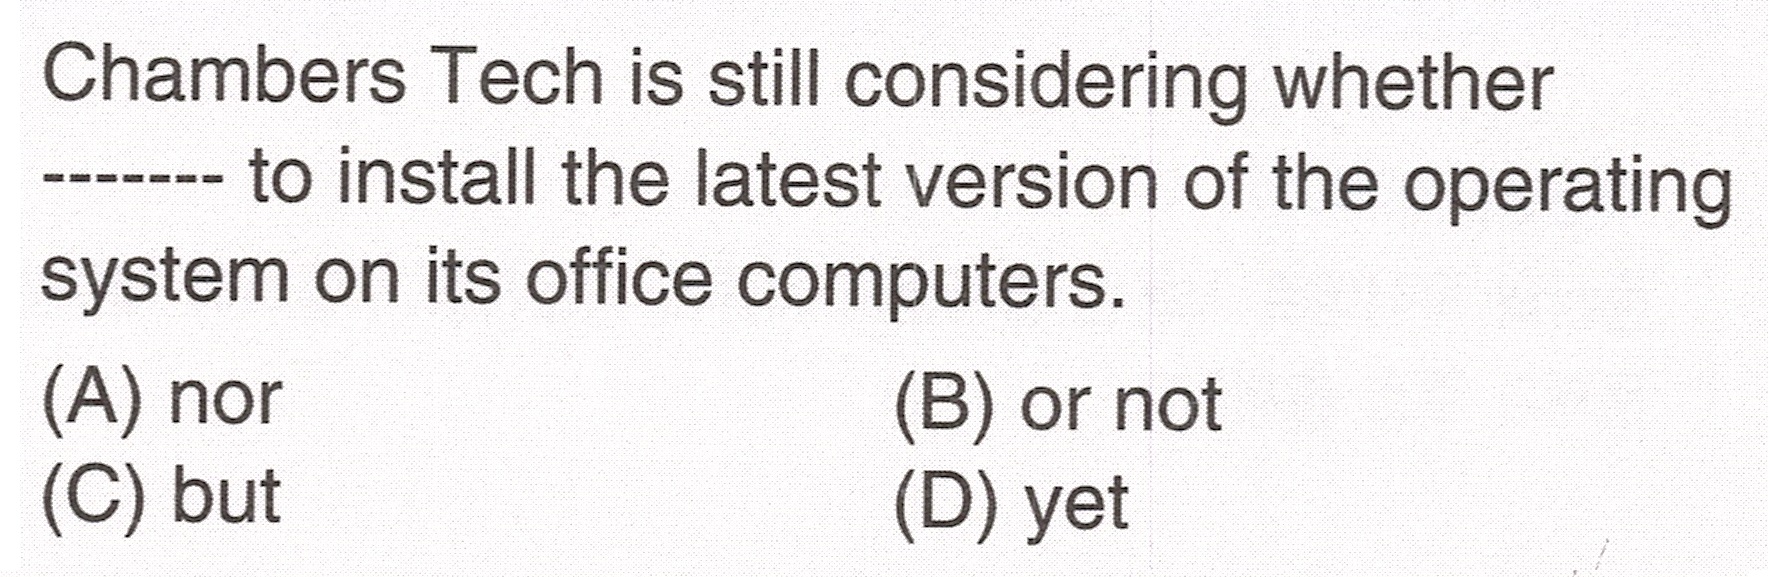 Chambers Tech is still considering whether
------- to install the latest version of the operating
system on its office computers.
(A) nor (B) or not
(C) but (D) yet